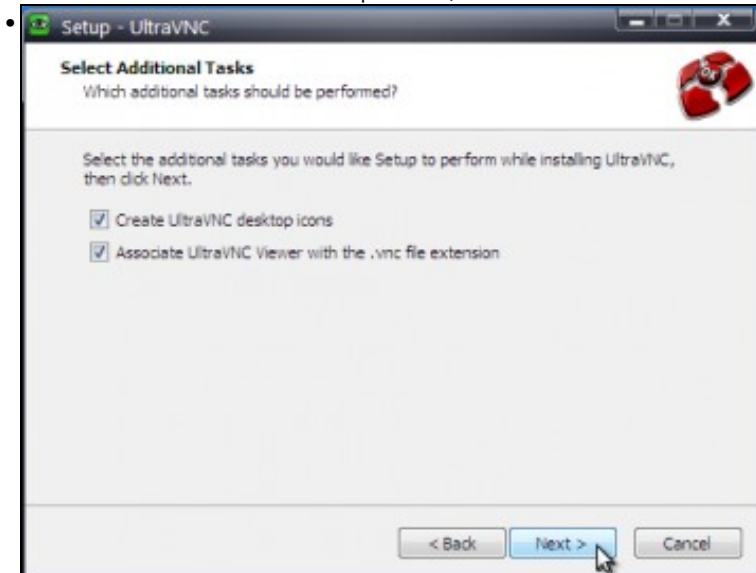 Setup - UltraVNC
Select Additional Tasks
Which additional tasks should be performed?
Select the additional tasks you would like Setup to perform while installing UltraVNC,
then click Next.
Create UltraVNC desktop icons
Associate UltraVNC Viewer with the .vnc file extension
< Back
Next >
Cancel